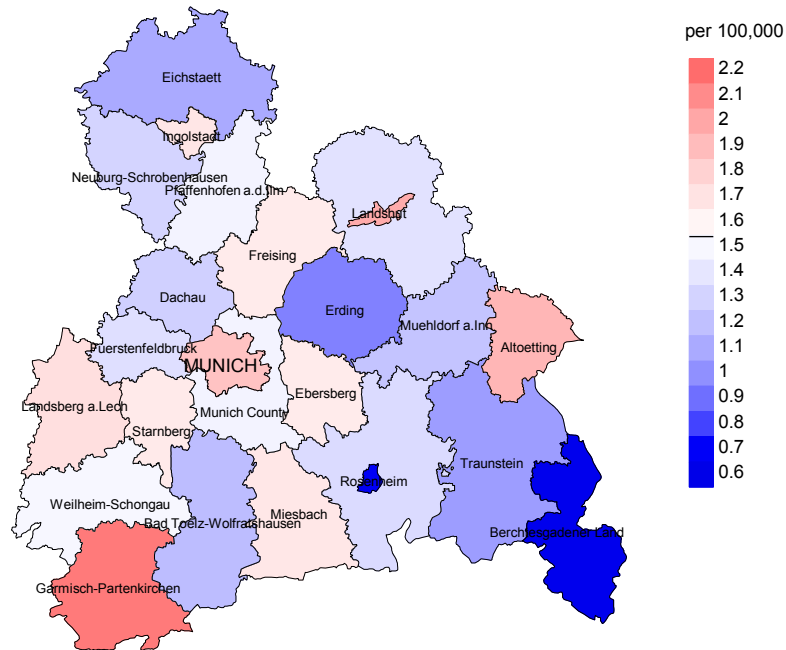 per 100,000
2.2
2.1
2
1.9
1.8
1.7
1.6
1.5
1.4
1.3
1.2
1.1
1
0.9
0.8
0.7
0.6
Eichstaett
Ingolstadt
Neuburg-Schrobenhausen
Pfaffenhofen a.d.Ilm
Landshut
Freising
Dachau
Erding
Muehldorf a.Inn
Altoetting
Fuerstenfeldbruck
MUNICH
Ebersberg
Landsberg a.Lech
Munich County
Starnberg
Traunstein
Rosenheim
Weilheim-Schongau
Miesbach
Bad Toelz-Wolfratshausen
Berchtesgadener Land
Garmisch-Partenkirchen